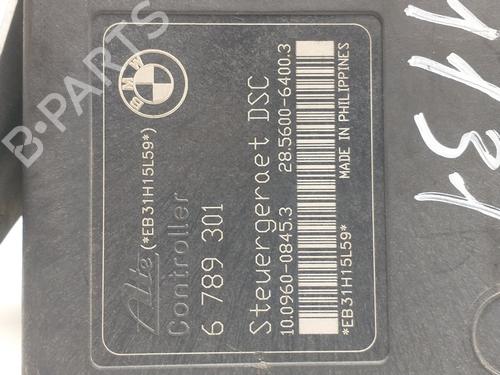 BMW
Ate (*EB31H15L59*)
Controller
6 789 301
Steuergeraet DSC
10.0960-0845.3 28.5600-6400.3
*EB31H15L59* MADE IN PHILIPPINES
1131
B-PARTS